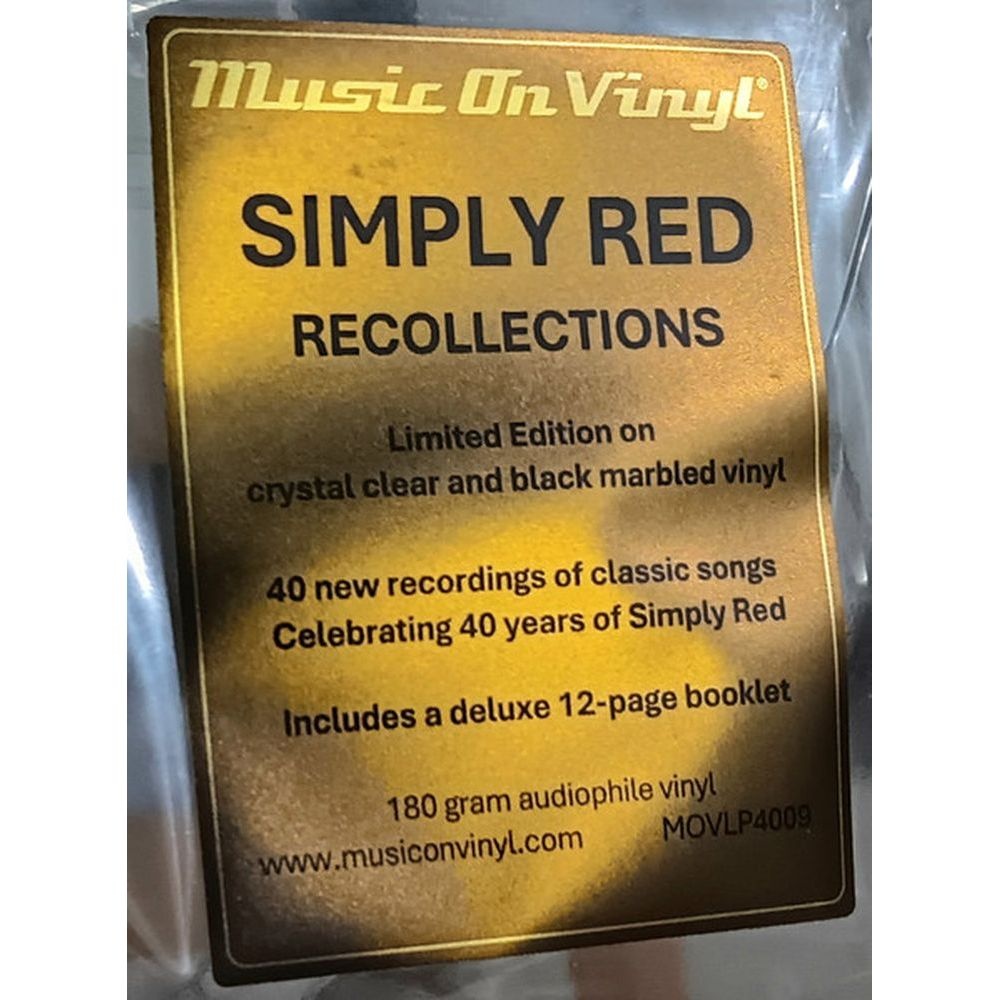 Music On Vinyl®
SIMPLY RED
RECOLLECTIONS
Limited Edition on
crystal clear and black marbled vinyl
40 new recordings of classic songs
Celebrating 40 years of Simply Red
Includes a deluxe 12-page booklet
180 gram audiophile vinyl
www.musiconvinyl.com MOVLP4009